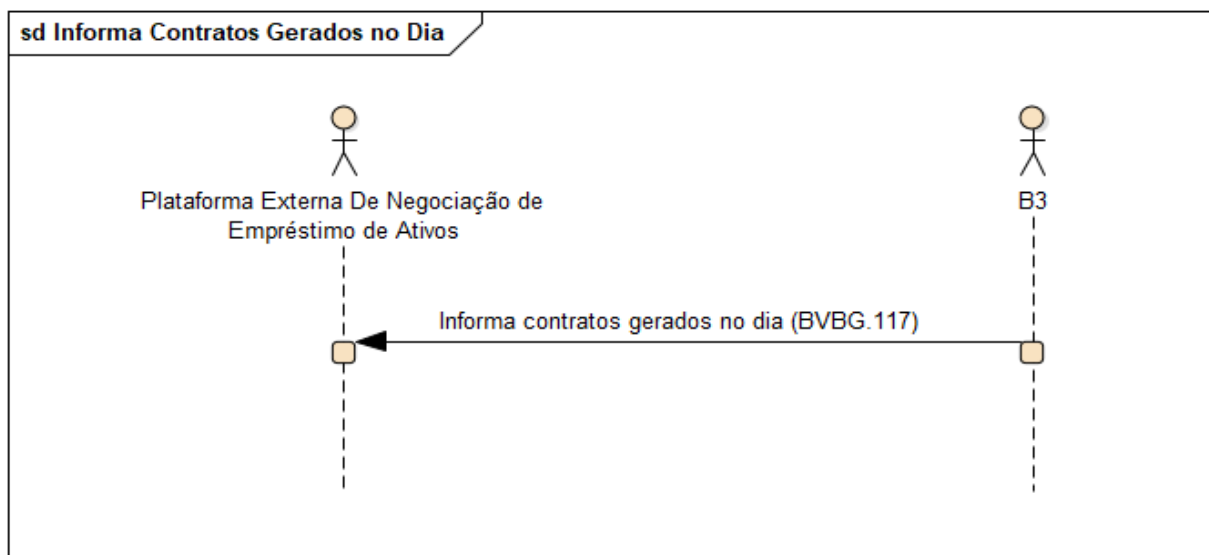 sd Informa Contratos Gerados no Dia
Plataforma Externa De Negociação de
Empréstimo de Ativos
B3
Informa contratos gerados no dia (BVBG.117)